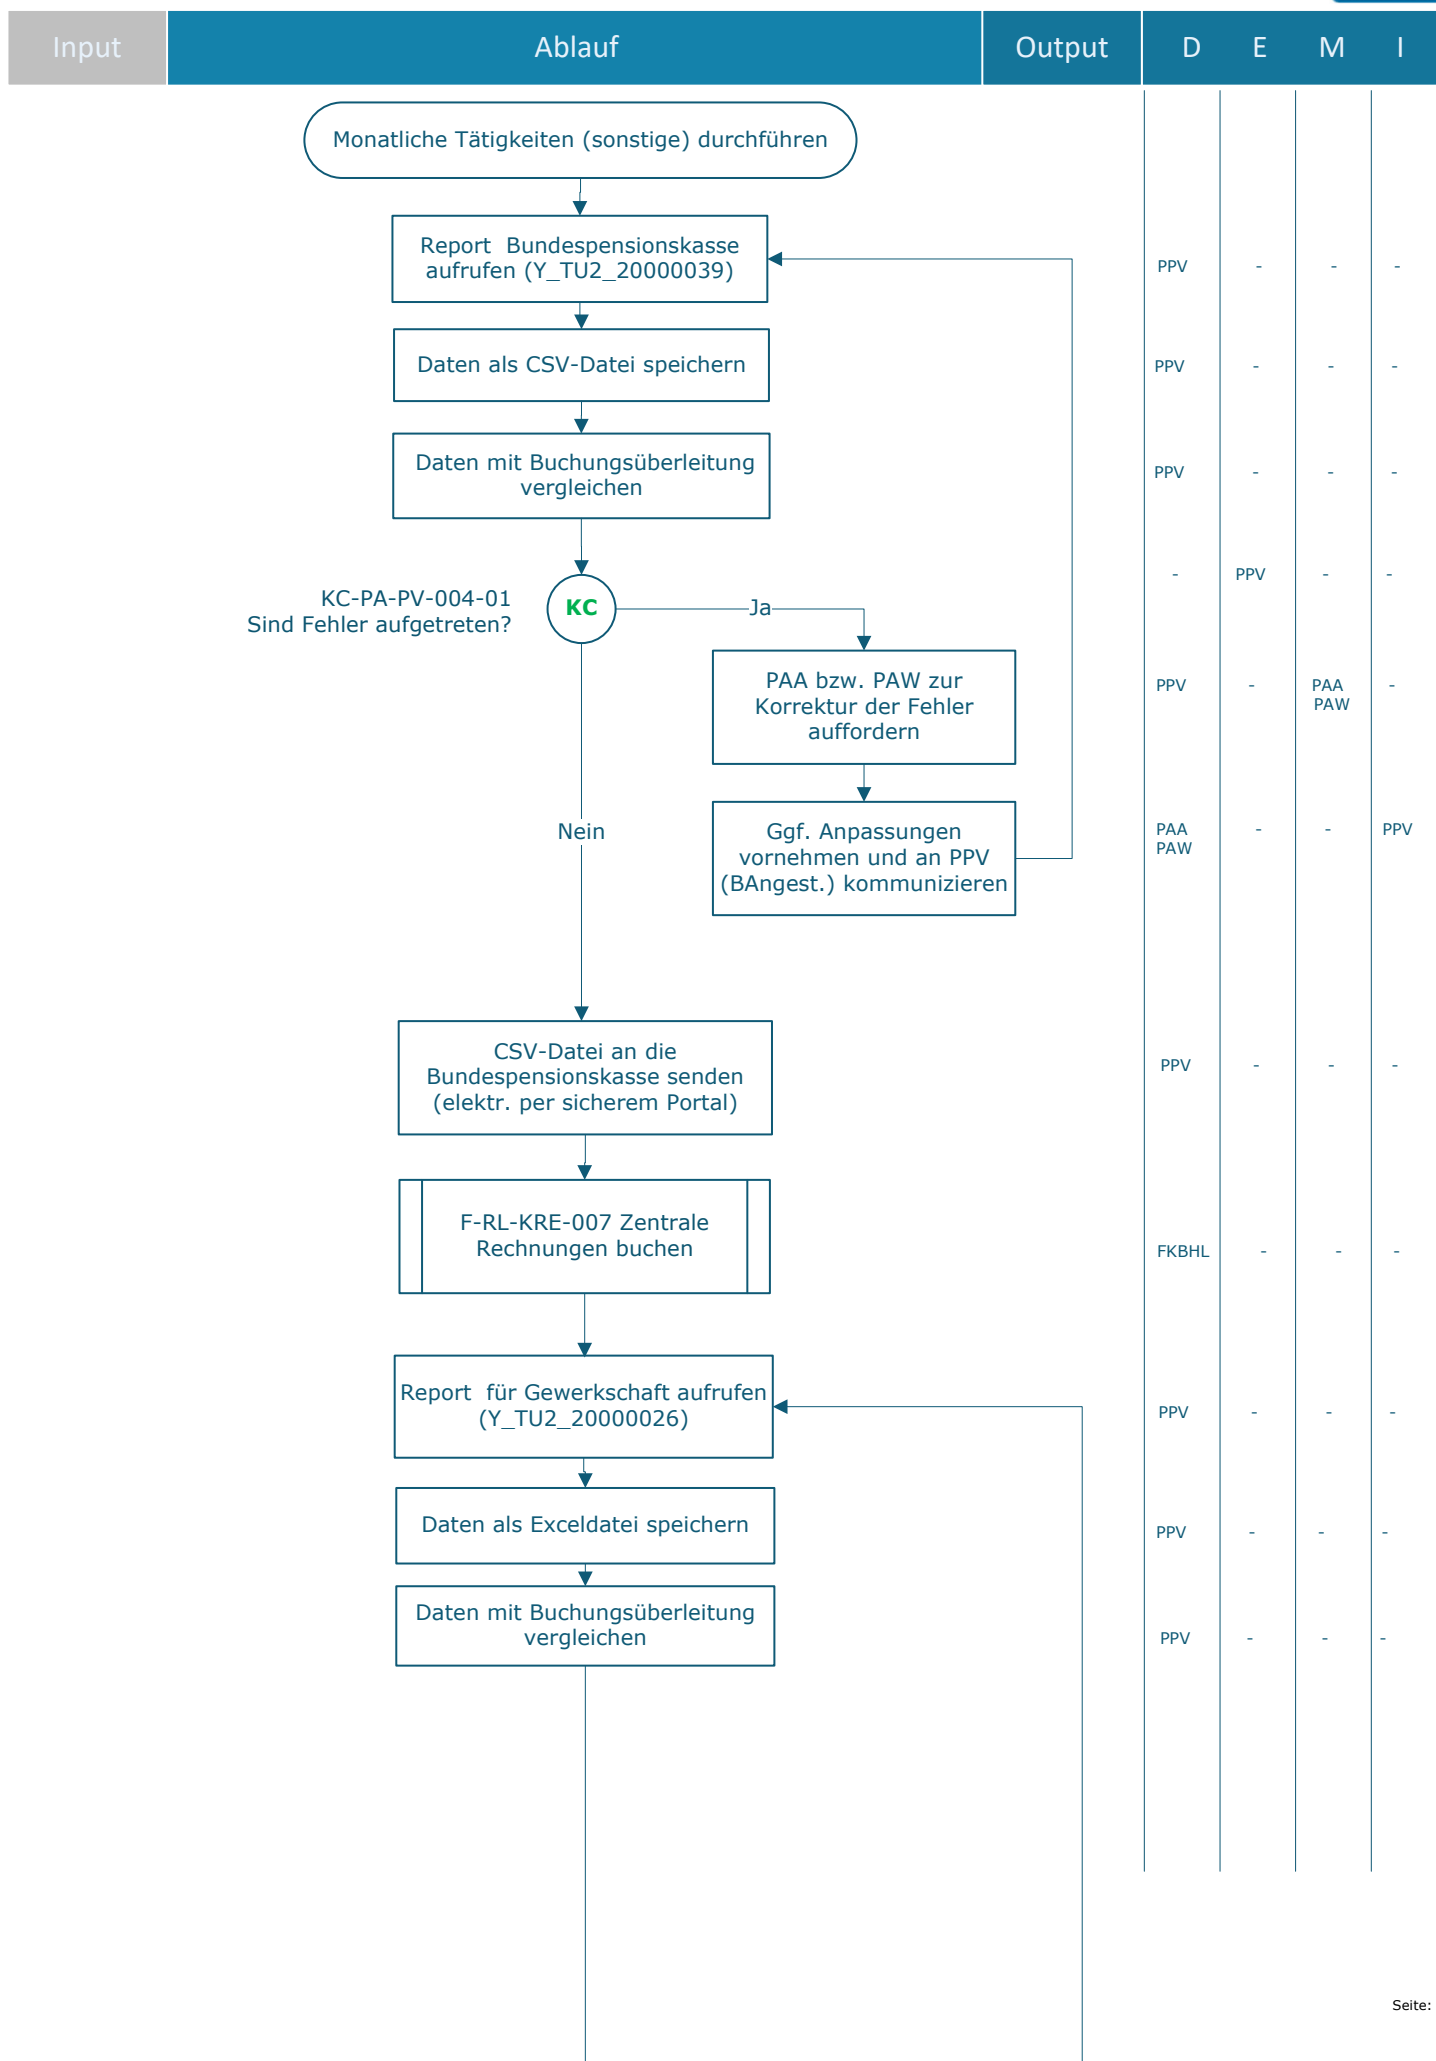 Input Ablauf Output D E M I
Monatliche Tätigkeiten (sonstige) durchführen
Report Bundespensionskasse
aufrufen (Y_TU2_20000039)
PPV - - -
Daten als CSV-Datei speichern
PPV - - -
Daten mit Buchungsüberleitung
vergleichen
PPV - - -
- PPV - -
KC-PA-PV-004-01
Sind Fehler aufgetreten?
KC
Ja
PAA bzw. PAW zur
Korrektur der Fehler
auffordern
PPV - PAA -
PAW
Nein
Ggf. Anpassungen
vornehmen und an PPV
(BAngest.) kommunizieren
PAA - - PPV
PAW
CSV-Datei an die
Bundespensionskasse senden
(elektr. per sicherem Portal)
PPV - - -
F-RL-KRE-007 Zentrale
Rechnungen buchen
FKBHL - - -
Report für Gewerkschaft aufrufen
(Y_TU2_20000026)
PPV - - -
Daten als Exceldatei speichern
PPV - - -
Daten mit Buchungsüberleitung
vergleichen
PPV - - -
Seite: